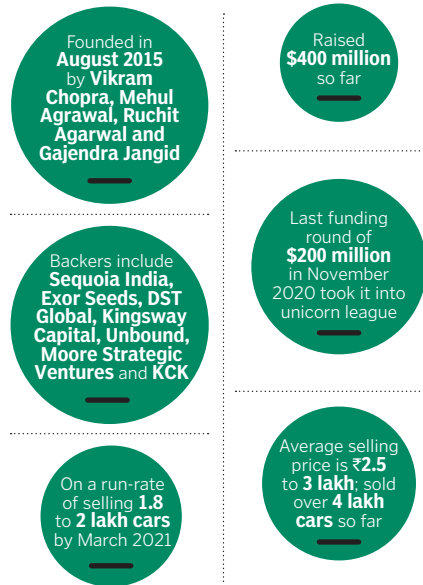 Founded in
August 2015
by Vikram
Chopra, Mehul
Agrawal, Ruchit
Agarwal and
Gajendra Jangid
Raised
$400 million
so far
Backers include
Sequoia India,
Exor Seeds, DST
Global, Kingsway
Capital, Unbound,
Moore Strategic
Ventures and KCK
Last funding
round of
$200 million
in November
2020 took it into
unicorn league
On a run-rate
of selling 1.8
to 2 lakh cars
by March 2021
Average selling
price is ₹2.5
to 3 lakh; sold
over 4 lakh
cars so far